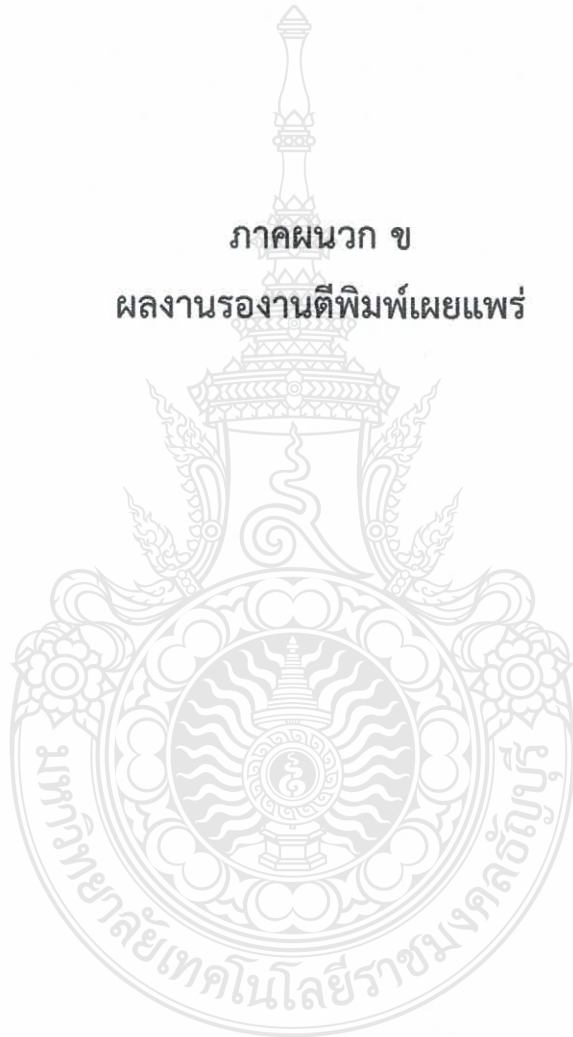 ภาคผนวก ข
ผลงานรองานตีพิมพ์เผยแพร่
มหาวิทยาลัยเทคโนโลยีราชมงคลธัญบุรี